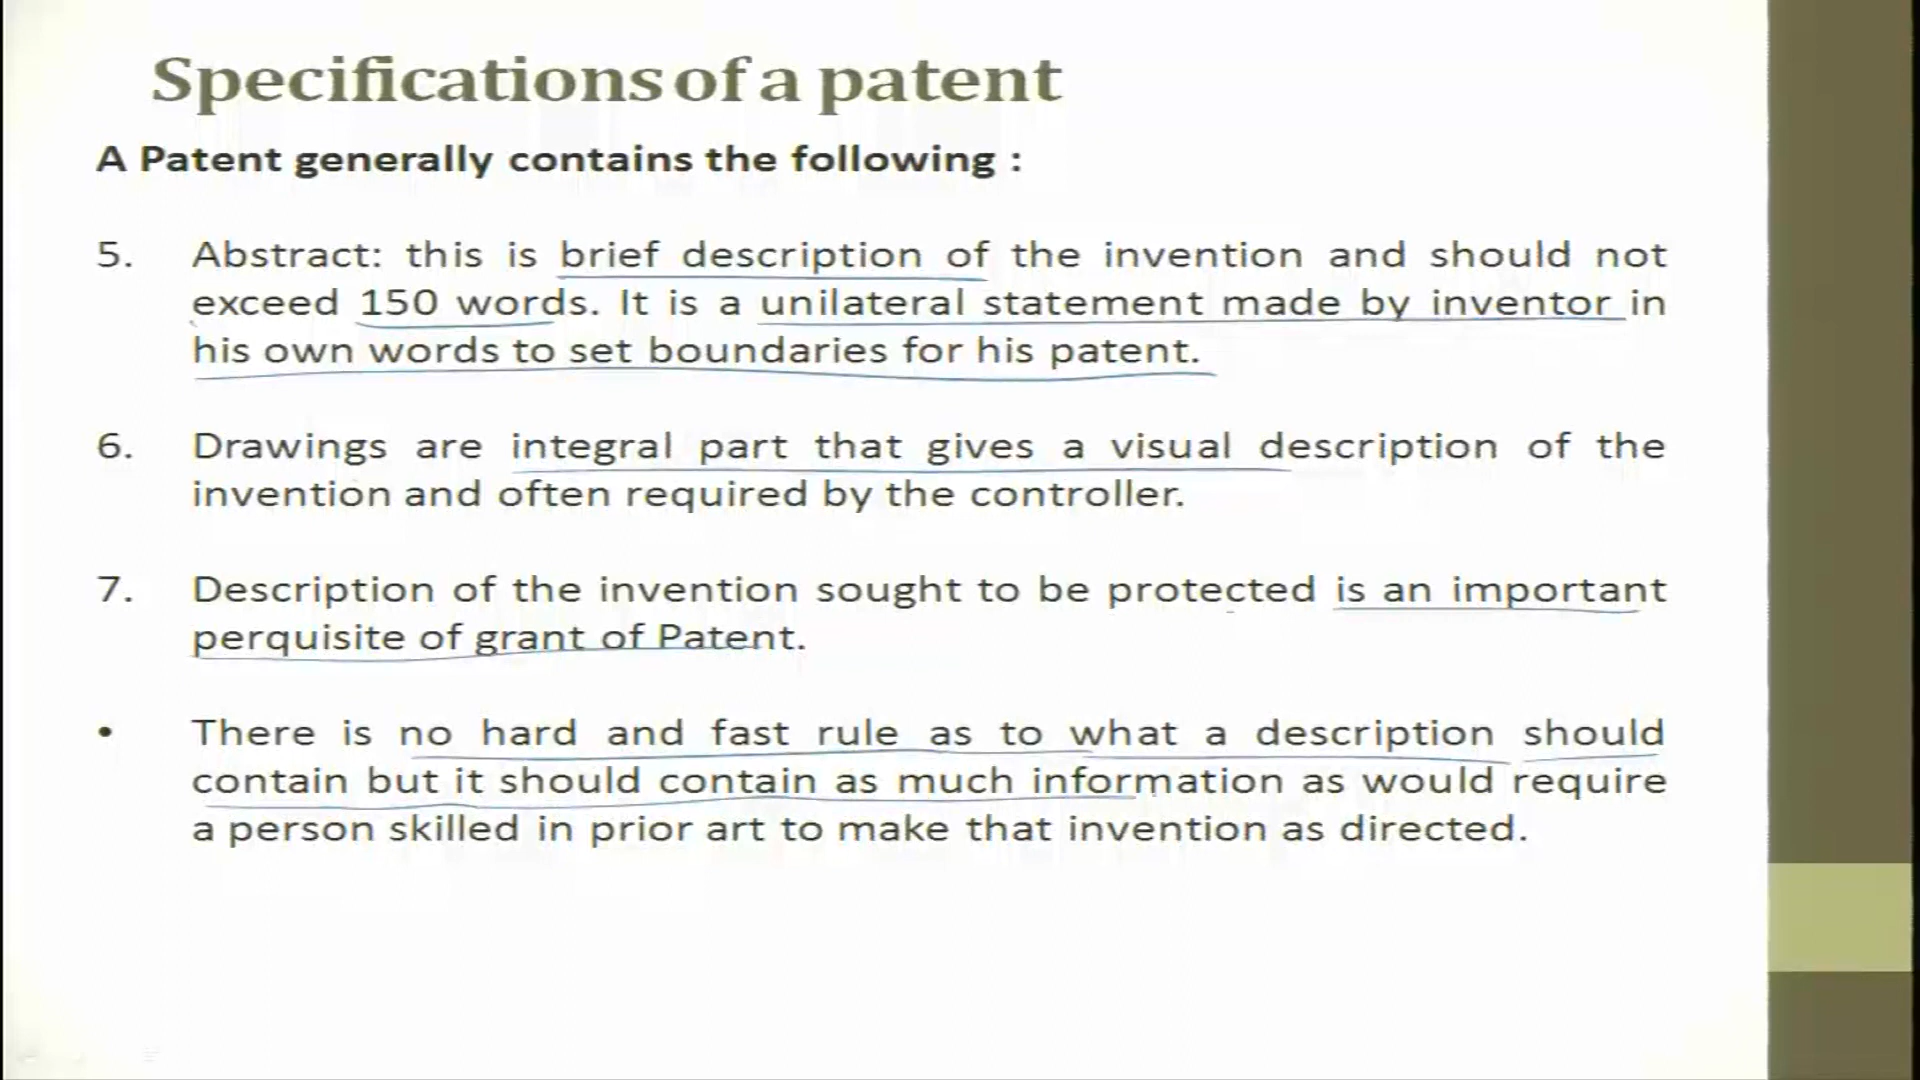 Specifications of a patent
A Patent generally contains the following :
5. Abstract: this is brief description of the invention and should not
exceed 150 words. It is a unilateral statement made by inventor in
his own words to set boundaries for his patent.
6. Drawings are integral part that gives a visual description of the
invention and often required by the controller.
7. Description of the invention sought to be protected is an important
perquisite of grant of Patent.
• There is no hard and fast rule as to what a description should
contain but it should contain as much information as would require
a person skilled in prior art to make that invention as directed.